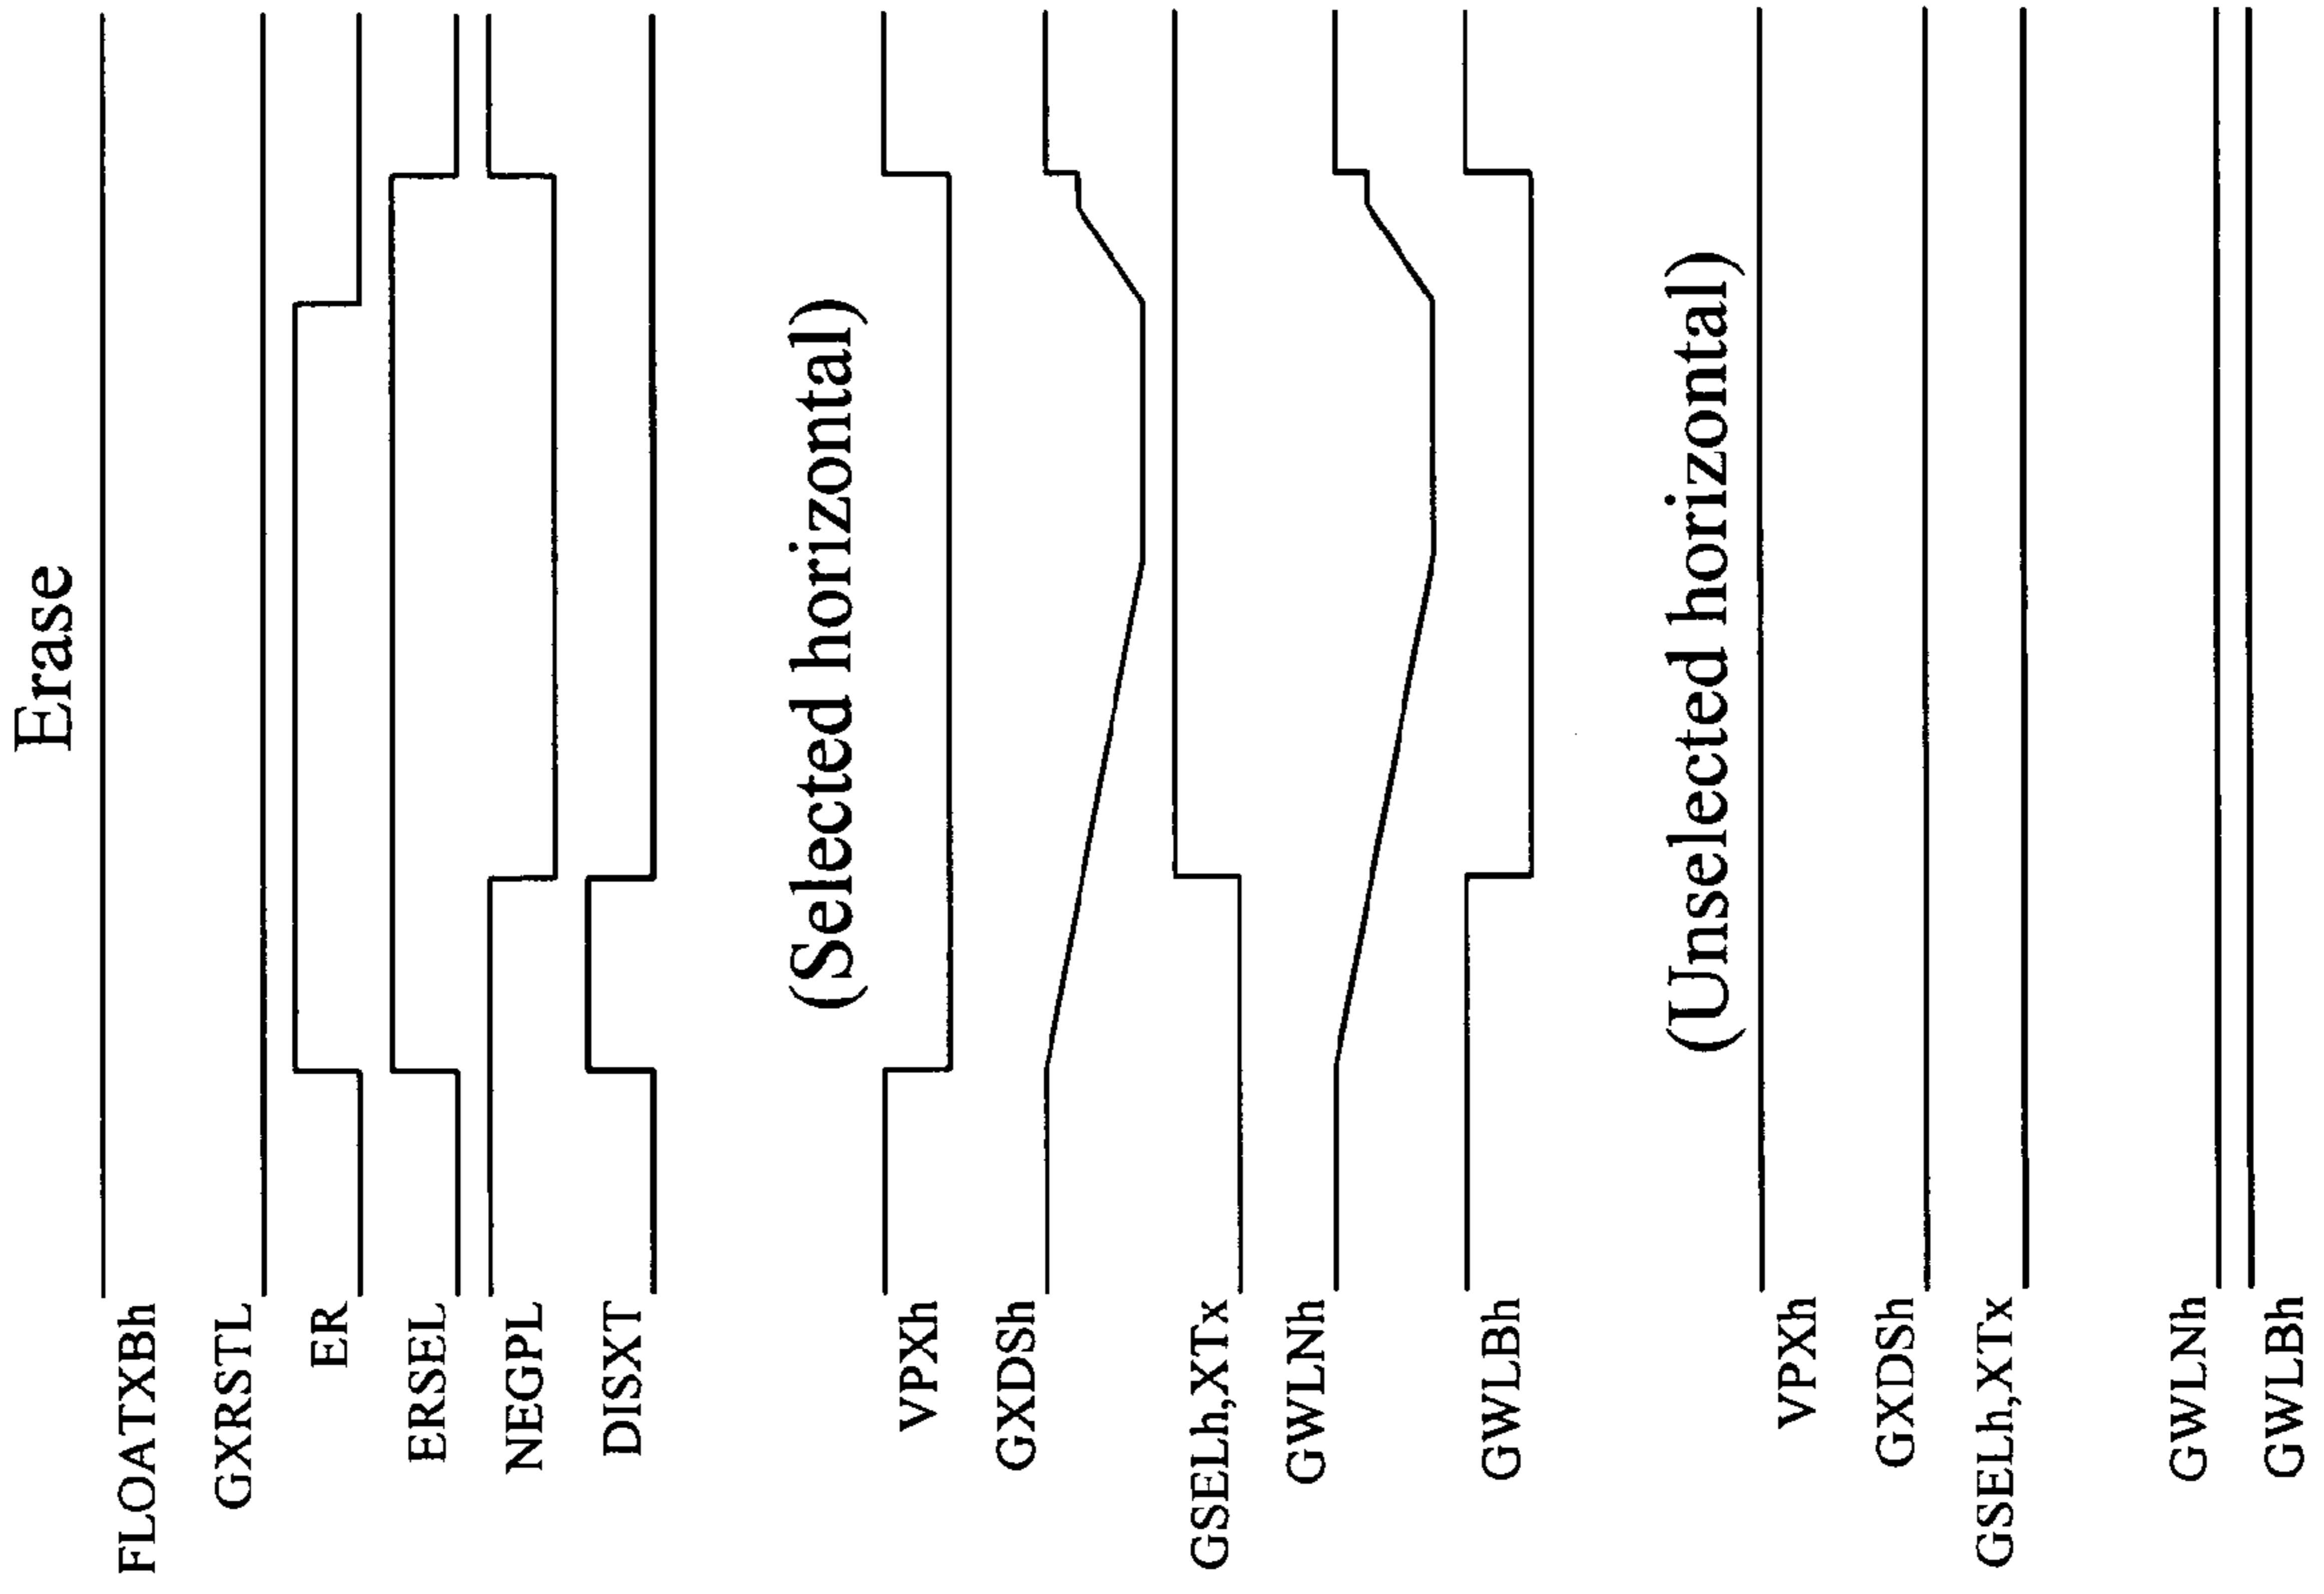 Erase
FLOATXBh
GXRSTL
ER
ERSEL
NEGPL
DISXT
(Selected horizontal)
VPXh
GXDSh
GSELh,XTx
GWLNh
GWLBh
(Unselected horizontal)
VPXh
GXDSh
GSELh,XTx
GWLNh
GWLBh